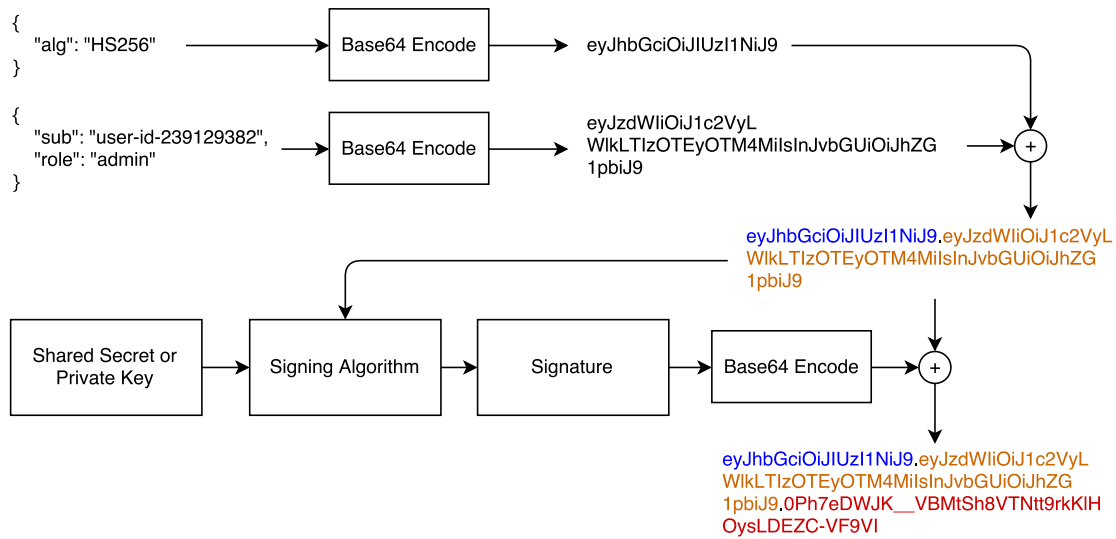 {
"alg": "HS256"
}
Base64 Encode
eyJhbGciOiJIUzI1NiJ9
{
"sub": "user-id-239129382",
"role": "admin"
}
Base64 Encode
eyJzdWIiOiJ1c2VyL
WlkLTIzOTEyOTM4MiIsInJvbGUiOiJhZG
1pbiJ9
+
eyJhbGciOiJIUzI1NiJ9.eyJzdWIiOiJ1c2VyL
WlkLTIzOTEyOTM4MiIsInJvbGUiOiJhZG
1pbiJ9
Shared Secret or
Private Key
Signing Algorithm
Signature
Base64 Encode
+
eyJhbGciOiJIUzI1NiJ9.eyJzdWIiOiJ1c2VyL
WlkLTIzOTEyOTM4MiIsInJvbGUiOiJhZG
1pbiJ9.0Ph7eDWJK__VBMtSh8VTNtt9rkKlH
OysLDEZC-VF9VI